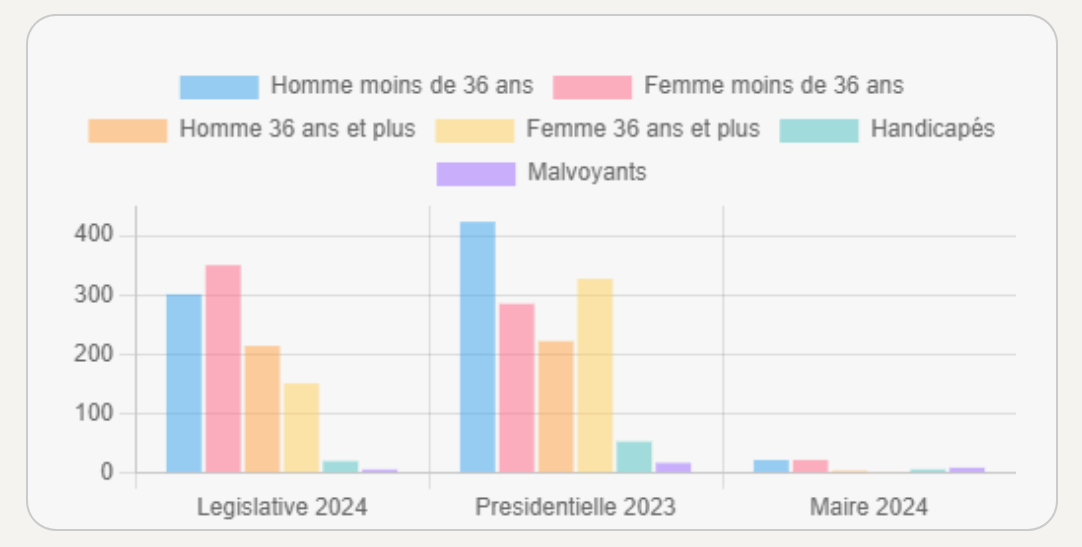 Homme moins de 36 ans Femme moins de 36 ans
Homme 36 ans et plus Femme 36 ans et plus Handicapés
Malvoyants
400
300
200
100
0
Legislative 2024 Presidentielle 2023 Maire 2024